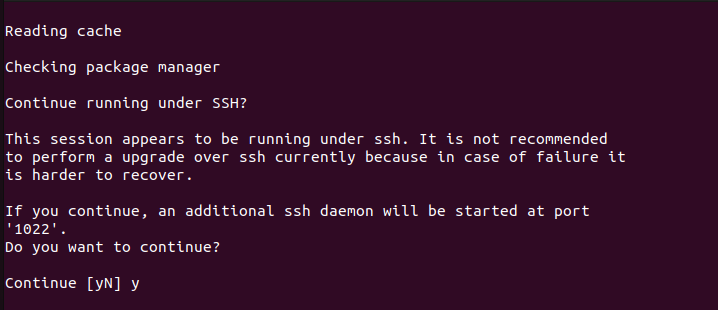 Reading cache
Checking package manager
Continue running under SSH?
This session appears to be running under ssh. It is not recommended
to perform a upgrade over ssh currently because in case of failure it
is harder to recover.
If you continue, an additional ssh daemon will be started at port
'1022'.
Do you want to continue?
Continue [yN] y